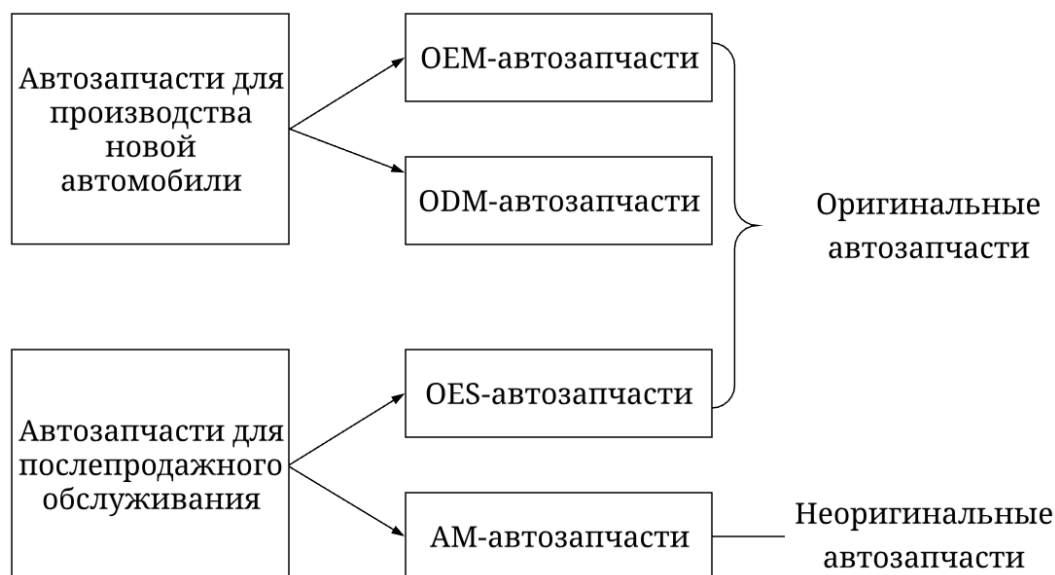 Автозапчасти для
производства
новой
автомобили
OEM-автозапчасти
ODM-автозапчасти
Оригинальные
автозапчасти
Автозапчасти для
послепродажного
обслуживания
OES-автозапчасти
AM-автозапчасти
Неоригинальные
автозапчасти